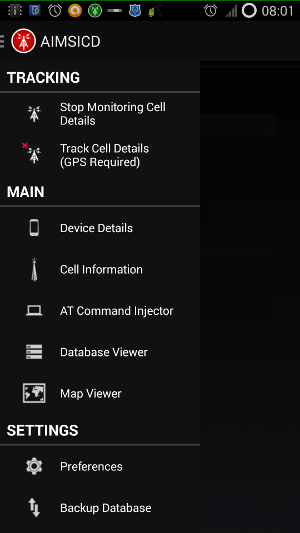 08:01
AIMSICD
TRACKING
Stop Monitoring Cell
Details
Track Cell Details
(GPS Required)
MAIN
Device Details
Cell Information
AT Command Injector
Database Viewer
Map Viewer
SETTINGS
Preferences
Backup Database